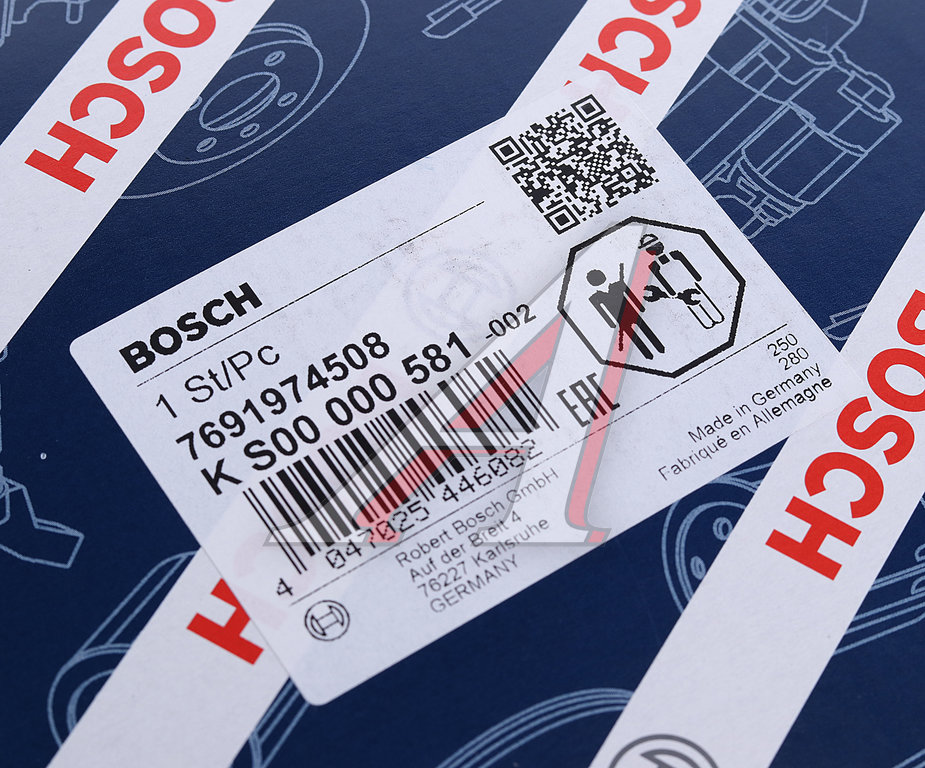 BOSCH
BOSCH
BOSCH
1 St/Pc
7691974508
K S00 000 581 -002
4 047025 446082
EAC
250
280
Made in Germany
Fabriqué en Allemagne
Robert Bosch GmbH
Auf der Breit 4
76227 Karlsruhe
GERMANY
BOSCH
H